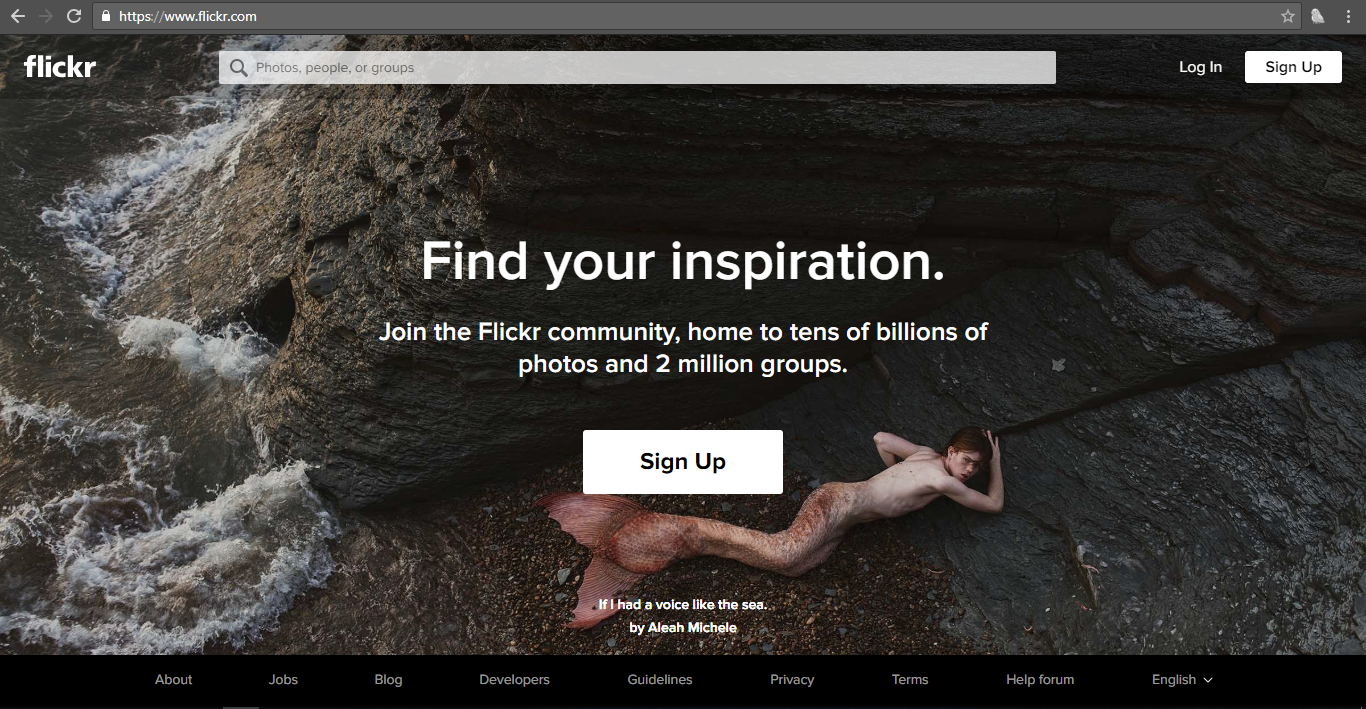 https://www.flickr.com
flickr
Photos, people, or groups
Log In
Sign Up
Find your inspiration.
Join the Flickr community, home to tens of billions of
photos and 2 million groups.
Sign Up
If I had a voice like the sea.
by Aleah Michele
About
Jobs
Blog
Developers
Guidelines
Privacy
Terms
Help forum
English